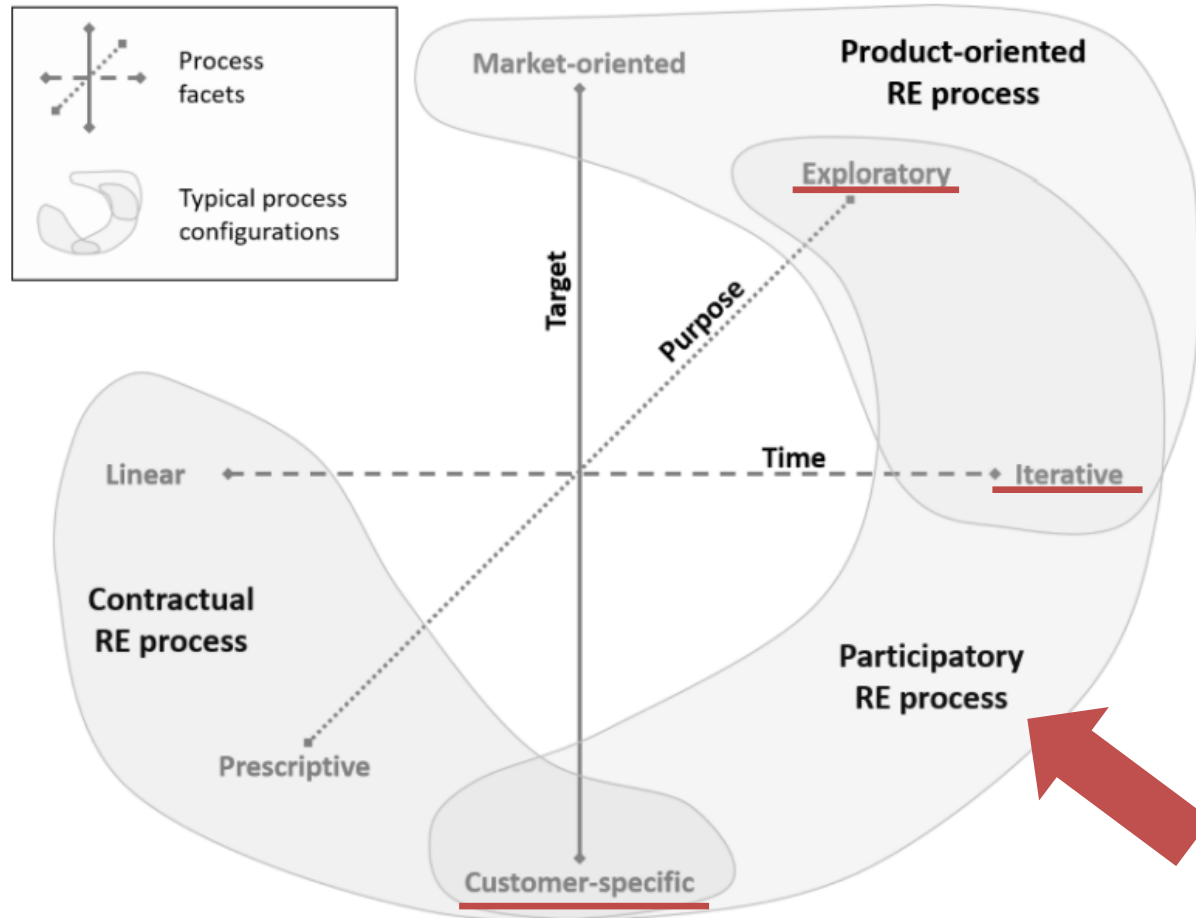 Process
facets
Typical process
configurations
Market-oriented
Product-oriented
RE process
Exploratory
Target
Purpose
Time
Linear
Iterative
Contractual
RE process
Participatory
RE process
Prescriptive
Customer-specific